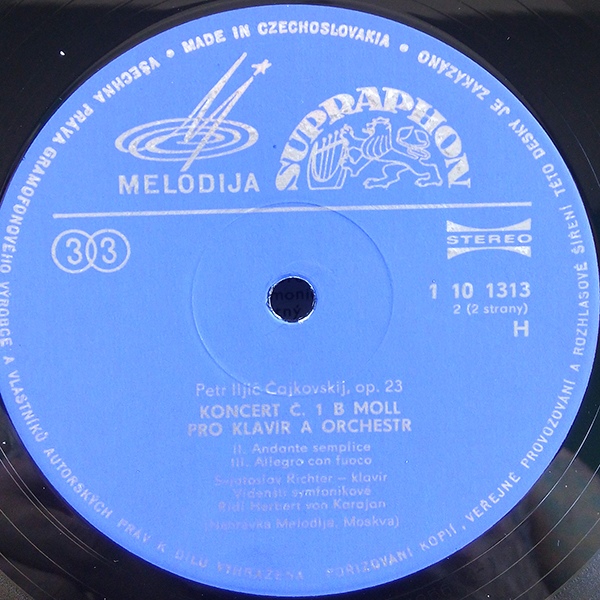 VŠECHNA PRÁVA GRAMOFONOVÉHO VÝROBCE A VLASTNÍKŮ AUTORSKÝCH PRÁV K DÍLU VYHRAZENA • POŘIZOVÁNÍ KOPIÍ, VEŘEJNÉ PROVOZOVÁNÍ A ROZHLASOVÉ ŠÍŘENÍ TÉTO DESKY JE ZAKÁZÁNO • MADE IN CZECHOSLOVAKIA •
MELODIJA
SUPRAPHON
33
STEREO
1 10 1313
2 (2 strany)
H
Petr Iljič Čajkovskij, op. 23
KONCERT Č. 1 B MOLL
PRO KLAVÍR A ORCHESTR
II. Andante semplice
III. Allegro con fuoco
Svjatoslav Richter – klavír
Vídenští symfonikové
Řídí Herbert von Karajan
(Nahrávka Melodija, Moskva)